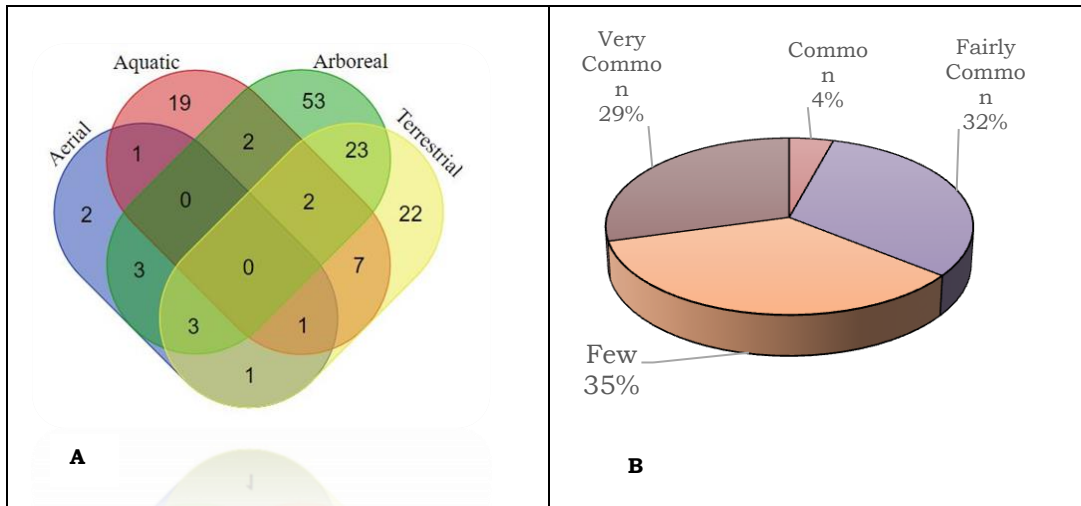 Aquatic
Arboreal
Aerial
Terrestrial
19
53
1
2
23
2
0
2
22
3
0
7
3
1
1
A
1
Very
Commo
n
29%
Commo
n
4%
Fairly
Commo
n
32%
Few
35%
B